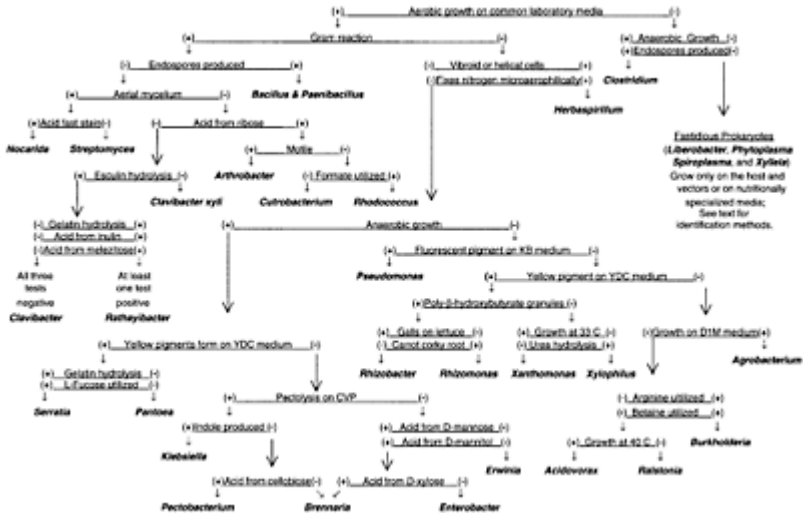 (+) Aerobic growth on common laboratory media (-)
(+) Gram reaction (-)
(+) Anaerobic Growth (-)
(+) Endospores produced (-)
(-) Endospores produced (+)
(-) Vibroid or helical cells (+)
(-) Fixes nitrogen microaerophilically (+)
Clostridium
(+) Aerial mycelium (-)
Bacillus & Paenibacillus
Herbaspirillum
(+) Acid fast stain (-)
(-) Acid from ribose (+)
Fastidious Prokaryotes
(Liberobacter, Phytoplasma
Spiroplasma, and Xylella)
Grow only on the host and
vectors or on nutritionally
specialized media;
See text for
identification methods.
Nocardia
Streptomyces
(+) Motile (-)
(+) Esculin hydrolysis (-)
Arthrobacter
(-) Formate utilized (+)
Clavibacter xyli
Curtobacterium
Rhodococcus
(-) Gelatin hydrolysis (+)
(-) Acid from inulin (+)
(-) Acid from melezitose (+)
(+) Anaerobic growth (-)
(+) Fluorescent pigment on KB medium (-)
All three
tests
negative
Clavibacter
At least
one test
positive
Rathayibacter
Pseudomonas
(+) Yellow pigment on YDC medium (-)
(+) Poly-β-hydroxybutyrate granules (-)
(+) Galls on lettuce (-)
(-) Carrot corky root (+)
(+) Growth at 33 C (-)
(-) Urea hydrolysis (+)
(-) Growth on D1M medium (+)
(+) Yellow pigments form on YDC medium (-)
Rhizobacter
Rhizomonas
Xanthomonas
Xylophilus
Agrobacterium
(+) Gelatin hydrolysis (-)
(+) L-Fucose utilized (-)
Serratia
Pantoea
(+) Pectolysis on CVP (-)
(-) Arginine utilized (+)
(-) Betaine utilized (+)
(+) Indole produced (-)
(+) Acid from D-mannose (-)
(+) Acid from D-mannitol (-)
Burkholderia
Klebsiella
(+) Growth at 40 C (-)
Erwinia
Acidovorax
Ralstonia
(+) Acid from cellobiose (-)
(+) Acid from D-xylose (-)
Pectobacterium
Brennaria
Enterobacter